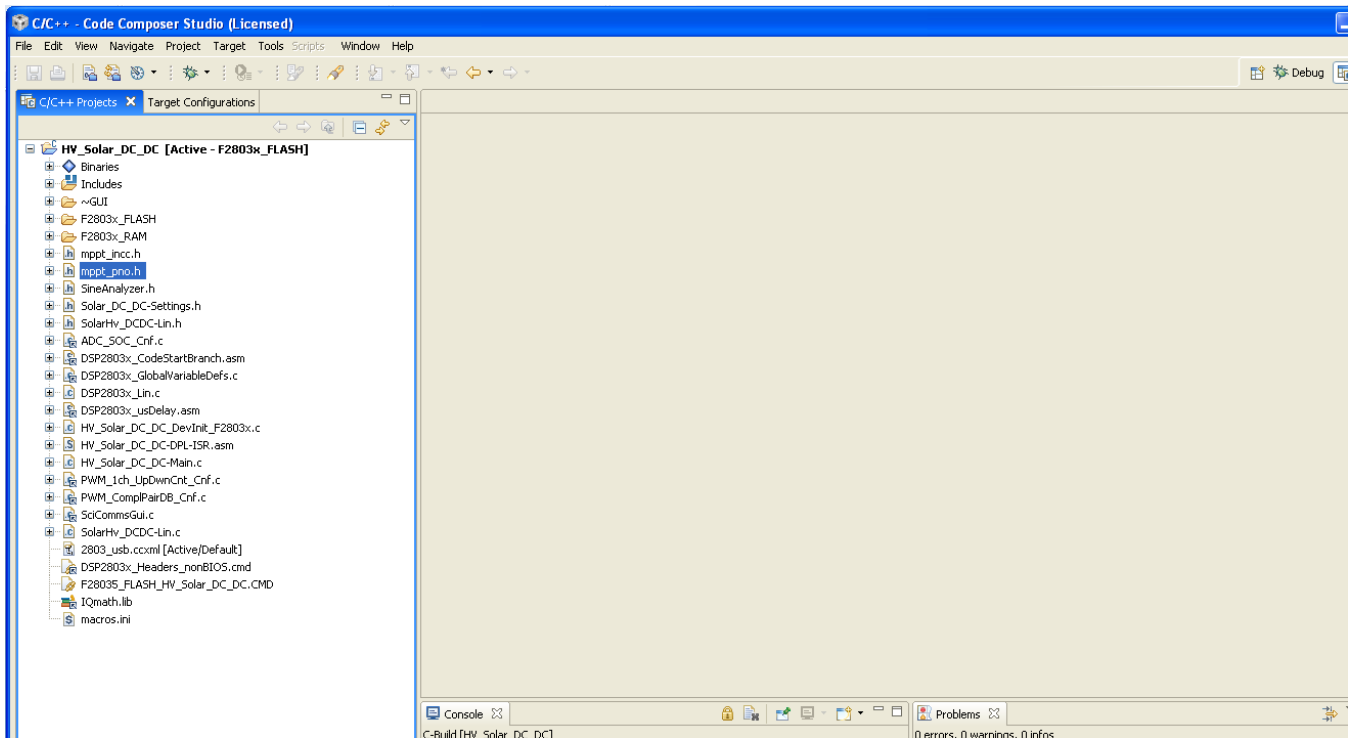 C/C++ - Code Composer Studio (Licensed)
File Edit View Navigate Project Target Tools Scripts Window Help
Debug
C/C++ Projects Target Configurations
HV_Solar_DC_DC [Active - F2803x_FLASH]
Binaries
Includes
~GUI
F2803x_FLASH
F2803x_RAM
mppt_incc.h
mppt_pno.h
SineAnalyzer.h
Solar_DC_DC-Settings.h
SolarHv_DCDC-Lin.h
ADC_SOC_Cnf.c
DSP2803x_CodeStartBranch.asm
DSP2803x_GlobalVariableDefs.c
DSP2803x_Lin.c
DSP2803x_usDelay.asm
HV_Solar_DC_DC_DevInit_F2803x.c
HV_Solar_DC_DC-DPL-ISR.asm
HV_Solar_DC_DC-Main.c
PWM_1ch_UpDwnCnt_Cnf.c
PWM_ComplPairDB_Cnf.c
SciCommsGui.c
SolarHv_DCDC-Lin.c
2803_usb.ccxml [Active/Default]
DSP2803x_Headers_nonBIOS.cmd
F28035_FLASH_HV_Solar_DC_DC.CMD
IQmath.lib
macros.ini
Console Problems
C-Build [HV_Solar_DC_DC] 0 errors, 0 warnings, 0 infos